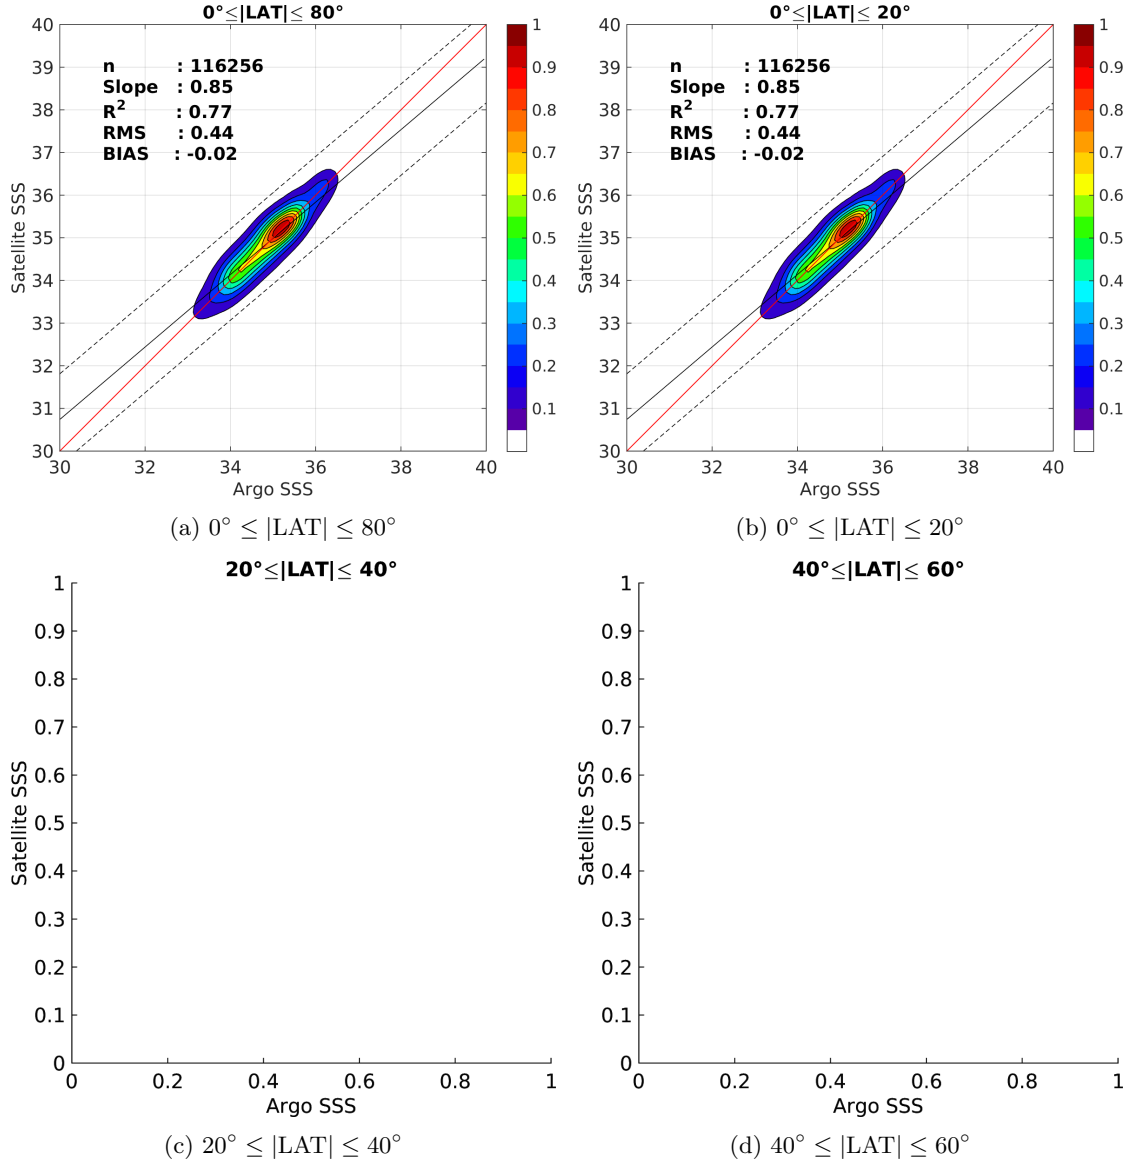 0°≤|LAT|≤ 80°
40
39
38
37
36
35
34
33
32
31
30
Satellite SSS
n : 116256
Slope : 0.85
R² : 0.77
RMS : 0.44
BIAS : -0.02
30 32 34 36 38 40
Argo SSS
1
0.9
0.8
0.7
0.6
0.5
0.4
0.3
0.2
0.1
(a) 0° ≤ |LAT| ≤ 80°
0°≤|LAT|≤ 20°
40
39
38
37
36
35
34
33
32
31
30
Satellite SSS
n : 116256
Slope : 0.85
R² : 0.77
RMS : 0.44
BIAS : -0.02
30 32 34 36 38 40
Argo SSS
1
0.9
0.8
0.7
0.6
0.5
0.4
0.3
0.2
0.1
(b) 0° ≤ |LAT| ≤ 20°
20°≤|LAT|≤ 40°
1
0.9
0.8
0.7
0.6
0.5
0.4
0.3
0.2
0.1
0
Satellite SSS
0 0.2 0.4 0.6 0.8 1
Argo SSS
(c) 20° ≤ |LAT| ≤ 40°
40°≤|LAT|≤ 60°
1
0.9
0.8
0.7
0.6
0.5
0.4
0.3
0.2
0.1
0
Satellite SSS
0 0.2 0.4 0.6 0.8 1
Argo SSS
(d) 40° ≤ |LAT| ≤ 60°